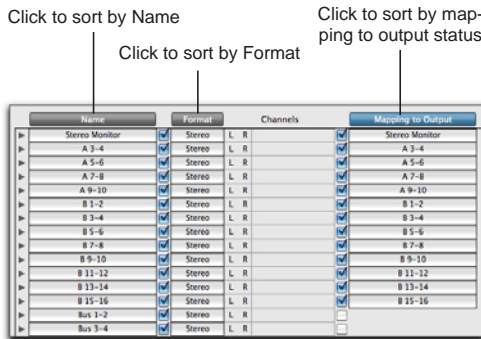 Click to sort by Name
Click to sort by map-
ping to output status
Click to sort by Format
Name Format Channels Mapping to Output
Stereo Monitor Stereo L R Stereo Monitor
A 3-4 Stereo L R A 3-4
A 5-6 Stereo L R A 5-6
A 7-8 Stereo L R A 7-8
A 9-10 Stereo L R A 9-10
B 1-2 Stereo L R B 1-2
B 3-4 Stereo L R B 3-4
B 5-6 Stereo L R B 5-6
B 7-8 Stereo L R B 7-8
B 9-10 Stereo L R B 9-10
B 11-12 Stereo L R B 11-12
B 13-14 Stereo L R B 13-14
B 15-16 Stereo L R B 15-16
Bus 1-2 Stereo L R
Bus 3-4 Stereo L R